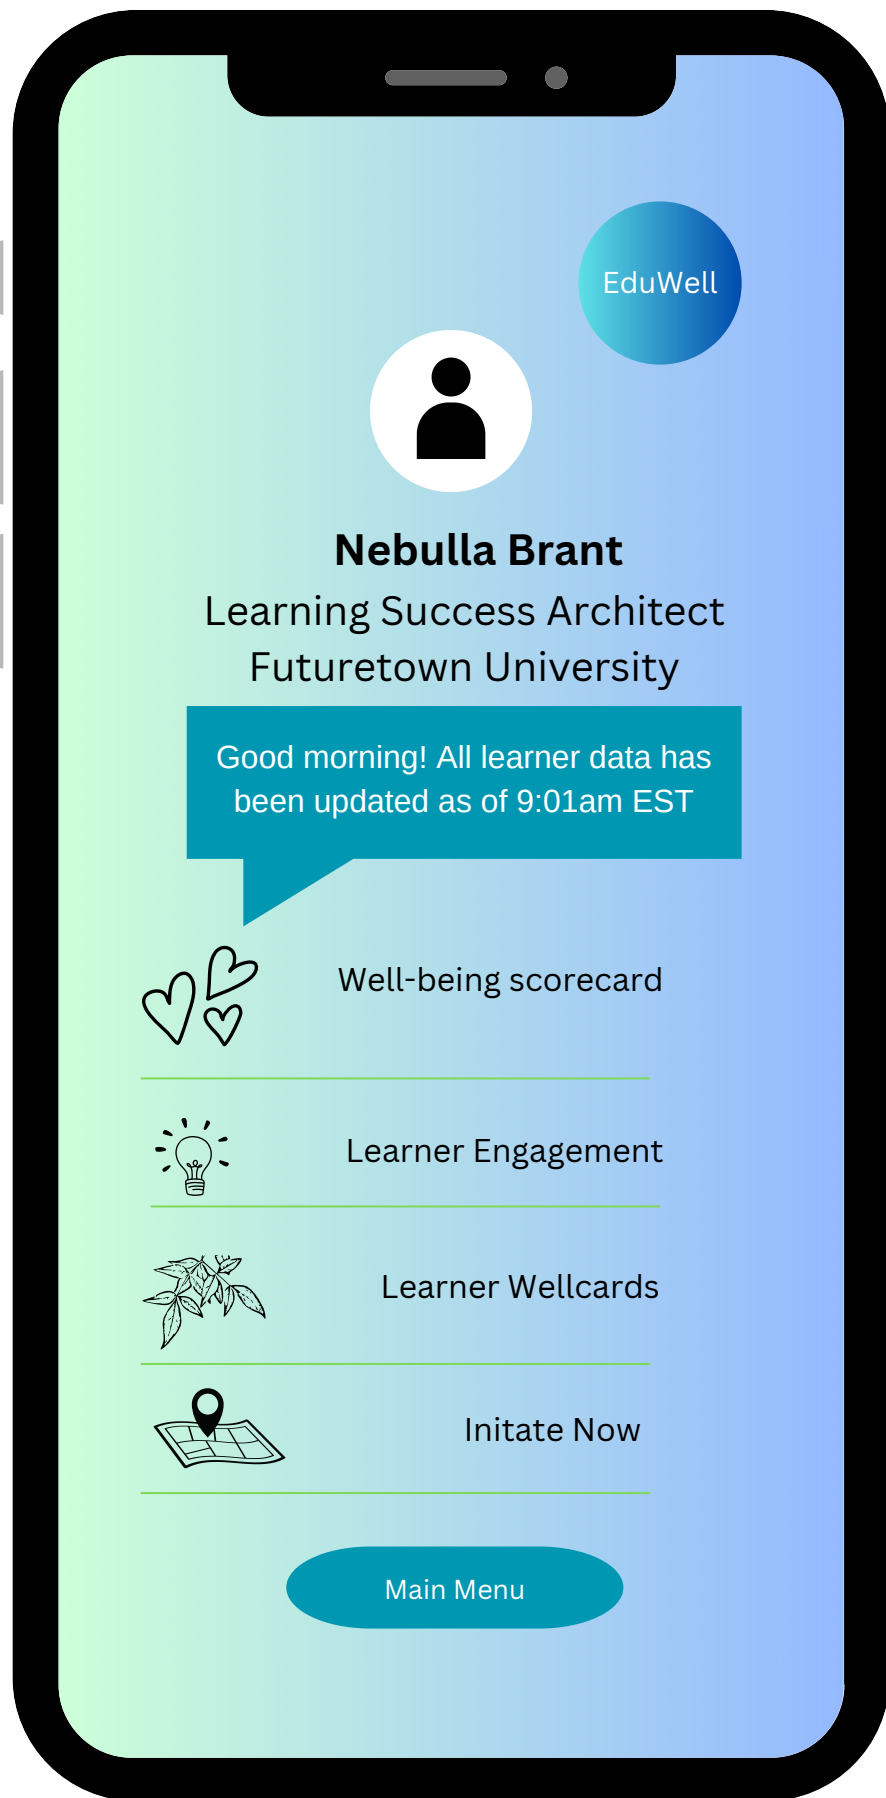 EduWell
Nebulla Brant
Learning Success Architect
Futuretown University
Good morning! All learner data has
been updated as of 9:01am EST
Well-being scorecard
Learner Engagement
Learner Wellcards
Initate Now
Main Menu